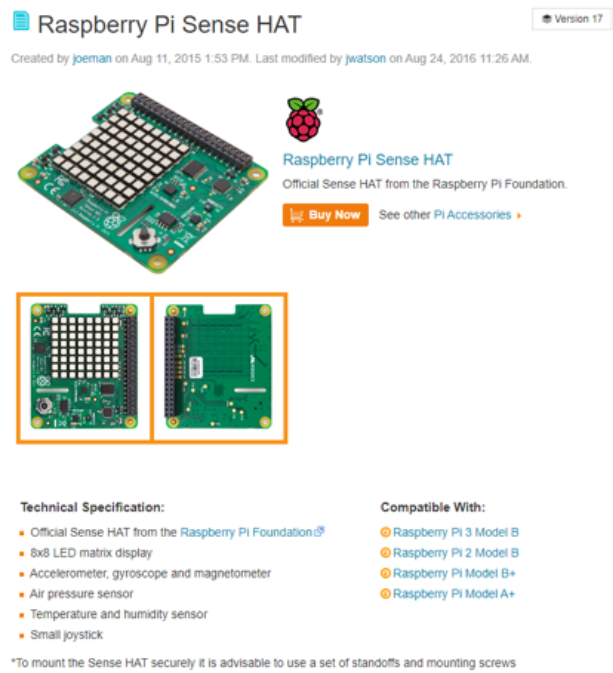 Raspberry Pi Sense HAT
Version 17
Created by joeman on Aug 11, 2015 1:53 PM. Last modified by jwatson on Aug 24, 2016 11:26 AM.
Raspberry Pi Sense HAT
Official Sense HAT from the Raspberry Pi Foundation.
Buy Now See other Pi Accessories
Technical Specification:
Official Sense HAT from the Raspberry Pi Foundation
8x8 LED matrix display
Accelerometer, gyroscope and magnetometer
Air pressure sensor
Temperature and humidity sensor
Small joystick
Compatible With:
Raspberry Pi 3 Model B
Raspberry Pi 2 Model B
Raspberry Pi Model B+
Raspberry Pi Model A+
*To mount the Sense HAT securely it is advisable to use a set of standoffs and mounting screws